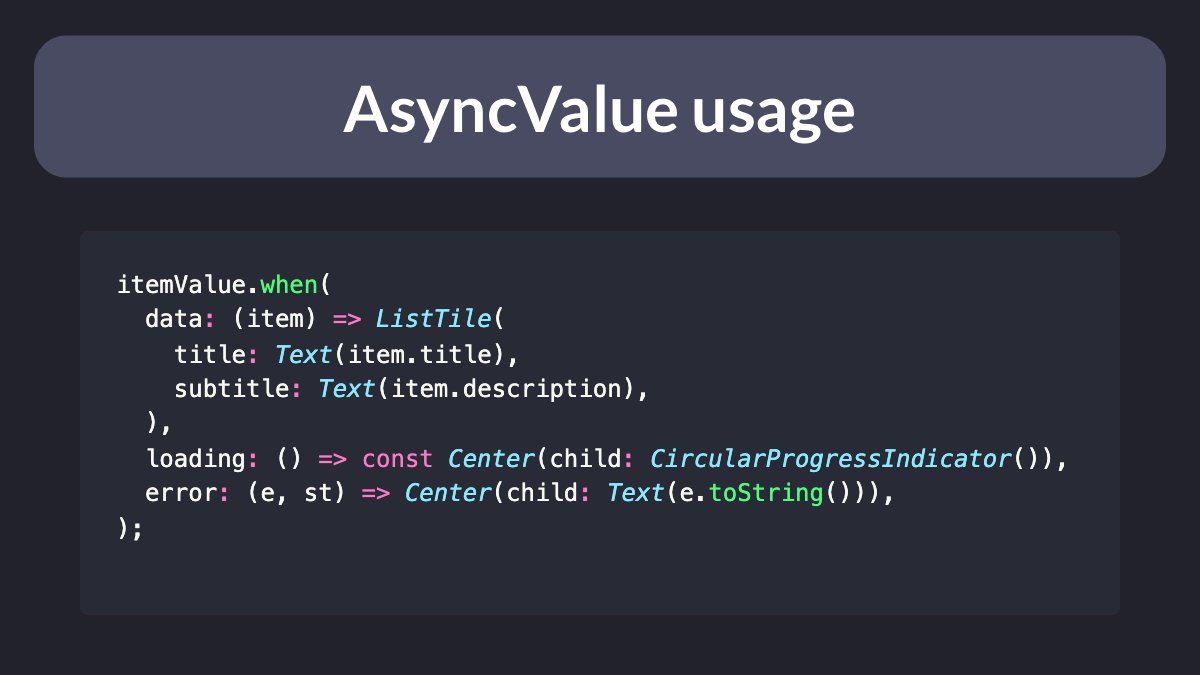 AsyncValue usage
itemValue.when(
  data: (item) => ListTile(
    title: Text(item.title),
    subtitle: Text(item.description),
  ),
  loading: () => const Center(child: CircularProgressIndicator()),
  error: (e, st) => Center(child: Text(e.toString())),
);